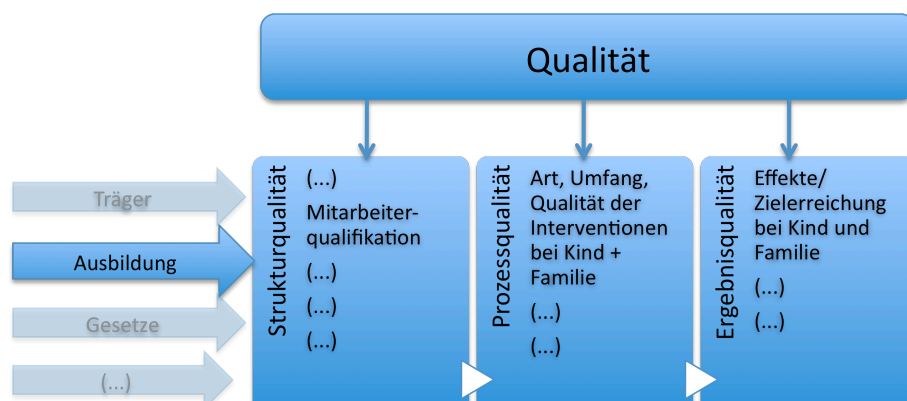 Qualität
Träger
Ausbildung
Gesetze
(...)
Strukturqualität
(...)
Mitarbeiter-
qualifikation
(...)
(...)
(...)
Prozessqualität
Art, Umfang,
Qualität der
Interventionen
bei Kind +
Familie
(...)
(...)
Ergebnisqualität
Effekte/
Zielerreichung
bei Kind und
Familie
(...)
(...)